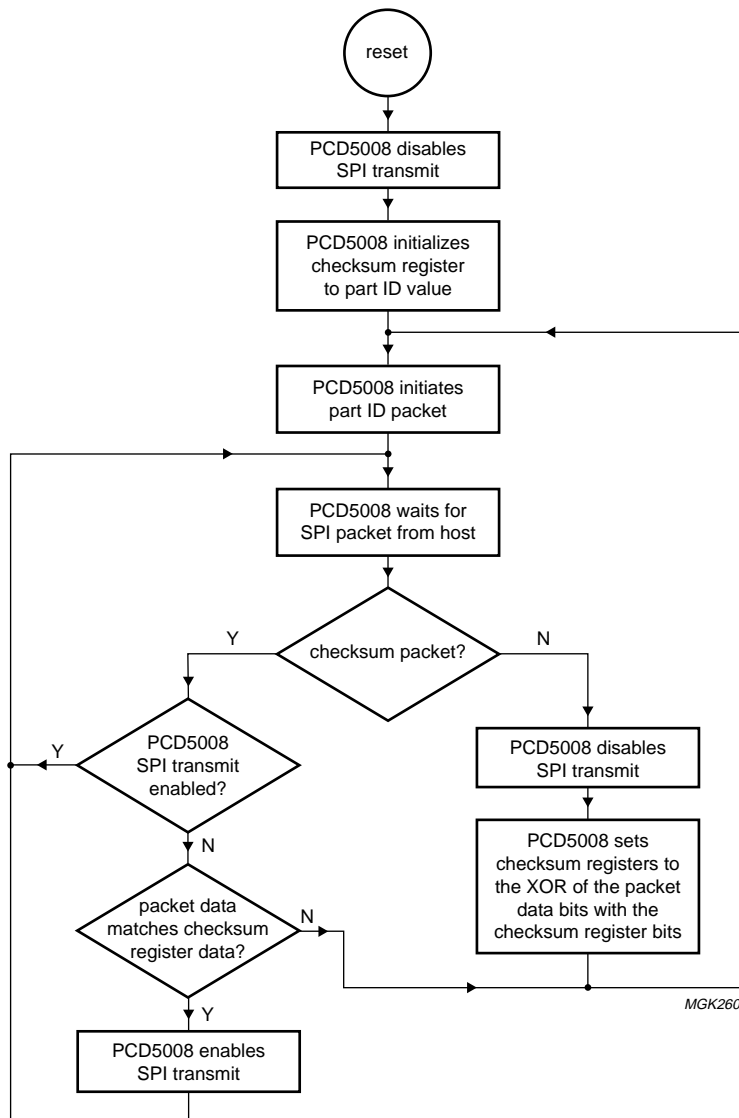 reset
PCD5008 disables
SPI transmit
PCD5008 initializes
checksum register
to part ID value
PCD5008 initiates
part ID packet
PCD5008 waits for
SPI packet from host
checksum packet?
Y
N
PCD5008
SPI transmit
enabled?
Y
N
PCD5008 disables
SPI transmit
PCD5008 sets
checksum registers to
the XOR of the packet
data bits with the
checksum register bits
packet data
matches checksum
register data?
N
Y
MGK260
PCD5008 enables
SPI transmit